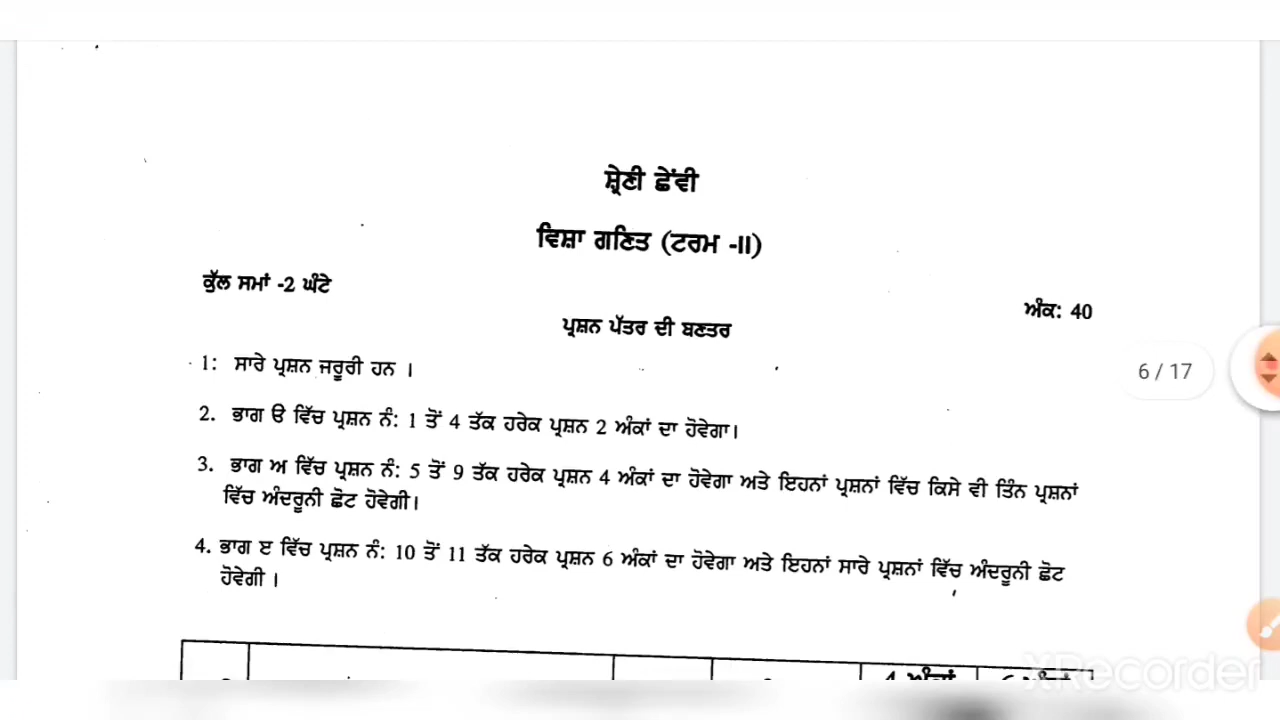 ਸ਼੍ਰੇਣੀ ਛੇਂਵੀ
ਵਿਸ਼ਾ ਗਣਿਤ (ਟਰਮ -II)
ਕੁੱਲ ਸਮਾਂ -2 ਘੰਟੇ
ਅੰਕ: 40
ਪ੍ਰਸ਼ਨ ਪੱਤਰ ਦੀ ਬਣਤਰ
1: ਸਾਰੇ ਪ੍ਰਸ਼ਨ ਜਰੂਰੀ ਹਨ ।
6 / 17
2. ਭਾਗ ੳ ਵਿੱਚ ਪ੍ਰਸ਼ਨ ਨੰ: 1 ਤੋਂ 4 ਤੱਕ ਹਰੇਕ ਪ੍ਰਸ਼ਨ 2 ਅੰਕਾਂ ਦਾ ਹੋਵੇਗਾ।
3. ਭਾਗ ਅ ਵਿੱਚ ਪ੍ਰਸ਼ਨ ਨੰ: 5 ਤੋਂ 9 ਤੱਕ ਹਰੇਕ ਪ੍ਰਸ਼ਨ 4 ਅੰਕਾਂ ਦਾ ਹੋਵੇਗਾ ਅਤੇ ਇਹਨਾਂ ਪ੍ਰਸ਼ਨਾਂ ਵਿੱਚ ਕਿਸੇ ਵੀ ਤਿੰਨ ਪ੍ਰਸ਼ਨਾਂ
ਵਿੱਚ ਅੰਦਰੂਨੀ ਛੋਟ ਹੋਵੇਗੀ।
4. ਭਾਗ ੲ ਵਿੱਚ ਪ੍ਰਸ਼ਨ ਨੰ: 10 ਤੋਂ 11 ਤੱਕ ਹਰੇਕ ਪ੍ਰਸ਼ਨ 6 ਅੰਕਾਂ ਦਾ ਹੋਵੇਗਾ ਅਤੇ ਇਹਨਾਂ ਸਾਰੇ ਪ੍ਰਸ਼ਨਾਂ ਵਿੱਚ ਅੰਦਰੂਨੀ ਛੋਟ
ਹੋਵੇਗੀ ।
XRecorder